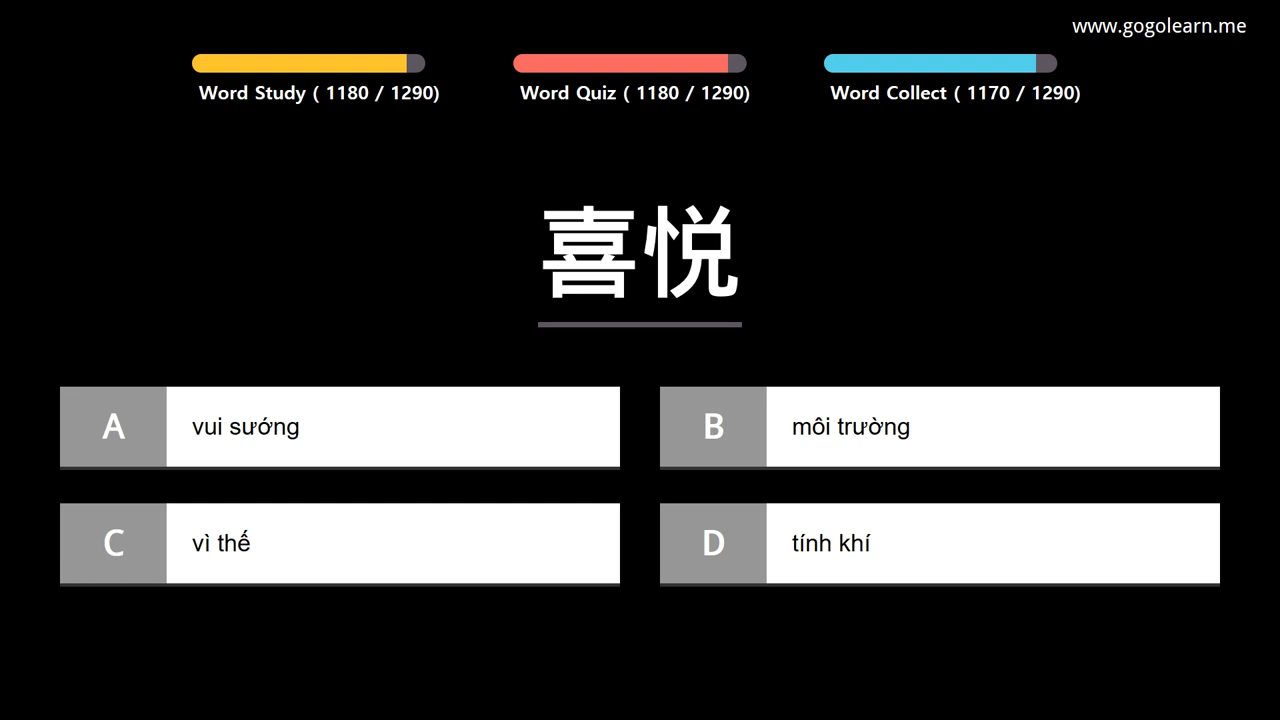 www.gogolearn.me
Word Study ( 1180 / 1290)
Word Quiz ( 1180 / 1290)
Word Collect ( 1170 / 1290)
喜悦
A vui sướng
B môi trường
C vì thế
D tính khí